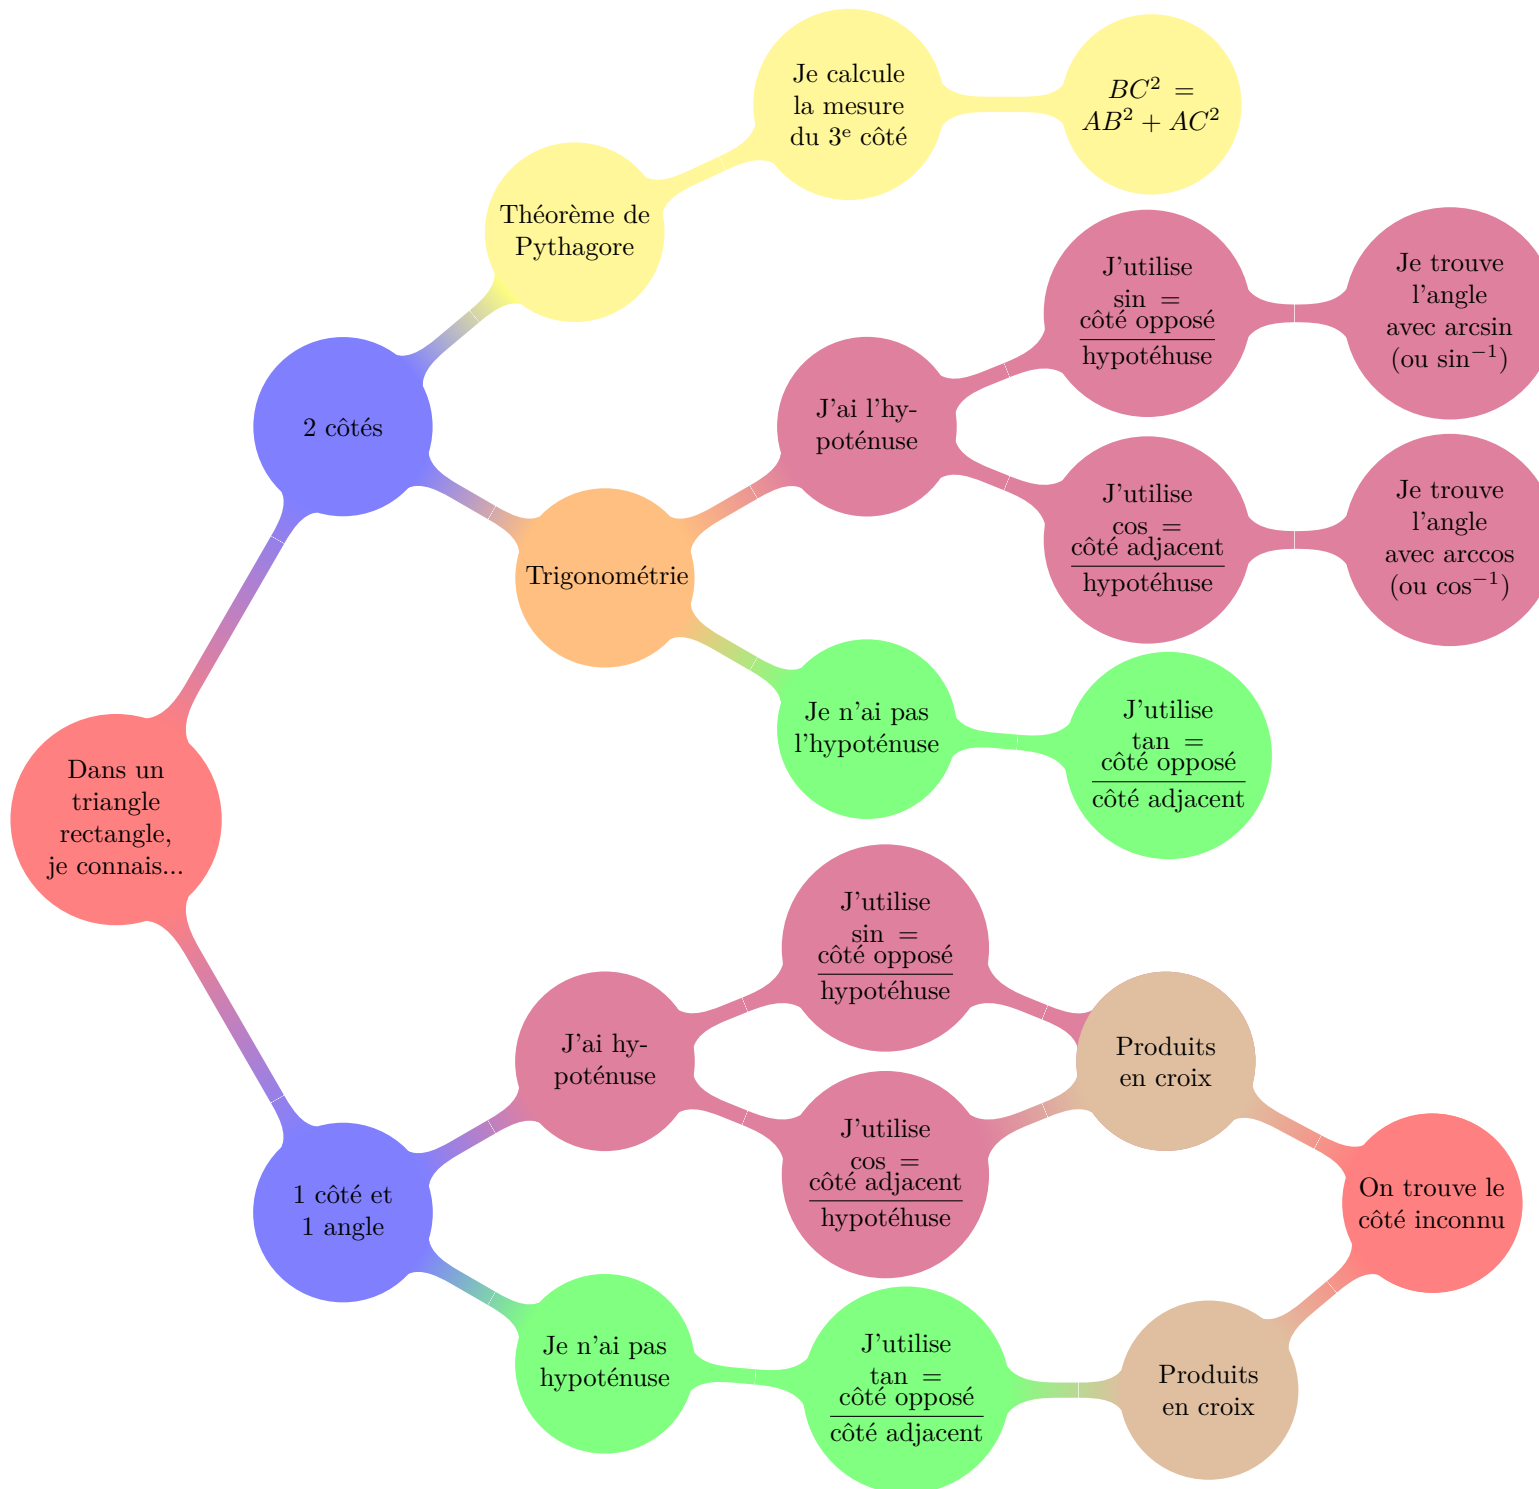 Je calcule
la mesure
du 3ᵉ côté
BC² =
AB² + AC²
Théorème de
Pythagore
J'utilise
sin =
côté opposé
hypotéhuse
Je trouve
l'angle
avec arcsin
(ou sin⁻¹)
2 côtés
J'ai l'hy-
poténuse
J'utilise
cos =
côté adjacent
hypotéhuse
Je trouve
l'angle
avec arccos
(ou cos⁻¹)
Trigonométrie
Je n'ai pas
l'hypoténuse
J'utilise
tan =
côté opposé
côté adjacent
Dans un
triangle
rectangle,
je connais...
J'utilise
sin =
côté opposé
hypotéhuse
J'ai hy-
poténuse
Produits
en croix
J'utilise
cos =
côté adjacent
hypotéhuse
1 côté et
1 angle
On trouve le
côté inconnu
Je n'ai pas
hypoténuse
J'utilise
tan =
côté opposé
côté adjacent
Produits
en croix